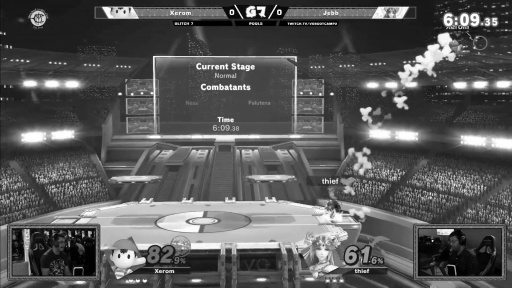 Xerom 0 67 0 Jebb
GLITCH 7 POOLS TWITCH.TV/VGBOOTCAMP2
6:09.35
Current Stage
Normal
Combatants
Ness Palutena
Time
6:09.38
thief
82.9%
Xerom
61.6%
thief